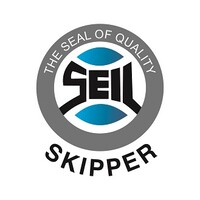 THE SEAL OF QUALITY
SEIL
SKIPPER